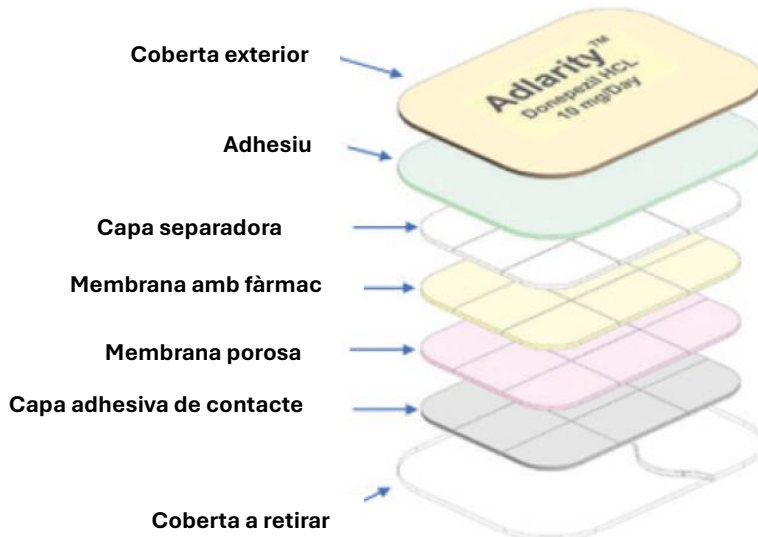 Coberta exterior
Adlarity™
Donepezil HCL
10 mg/Day
Adhesiu
Capa separadora
Membrana amb fàrmac
Membrana porosa
Capa adhesiva de contacte
Coberta a retirar